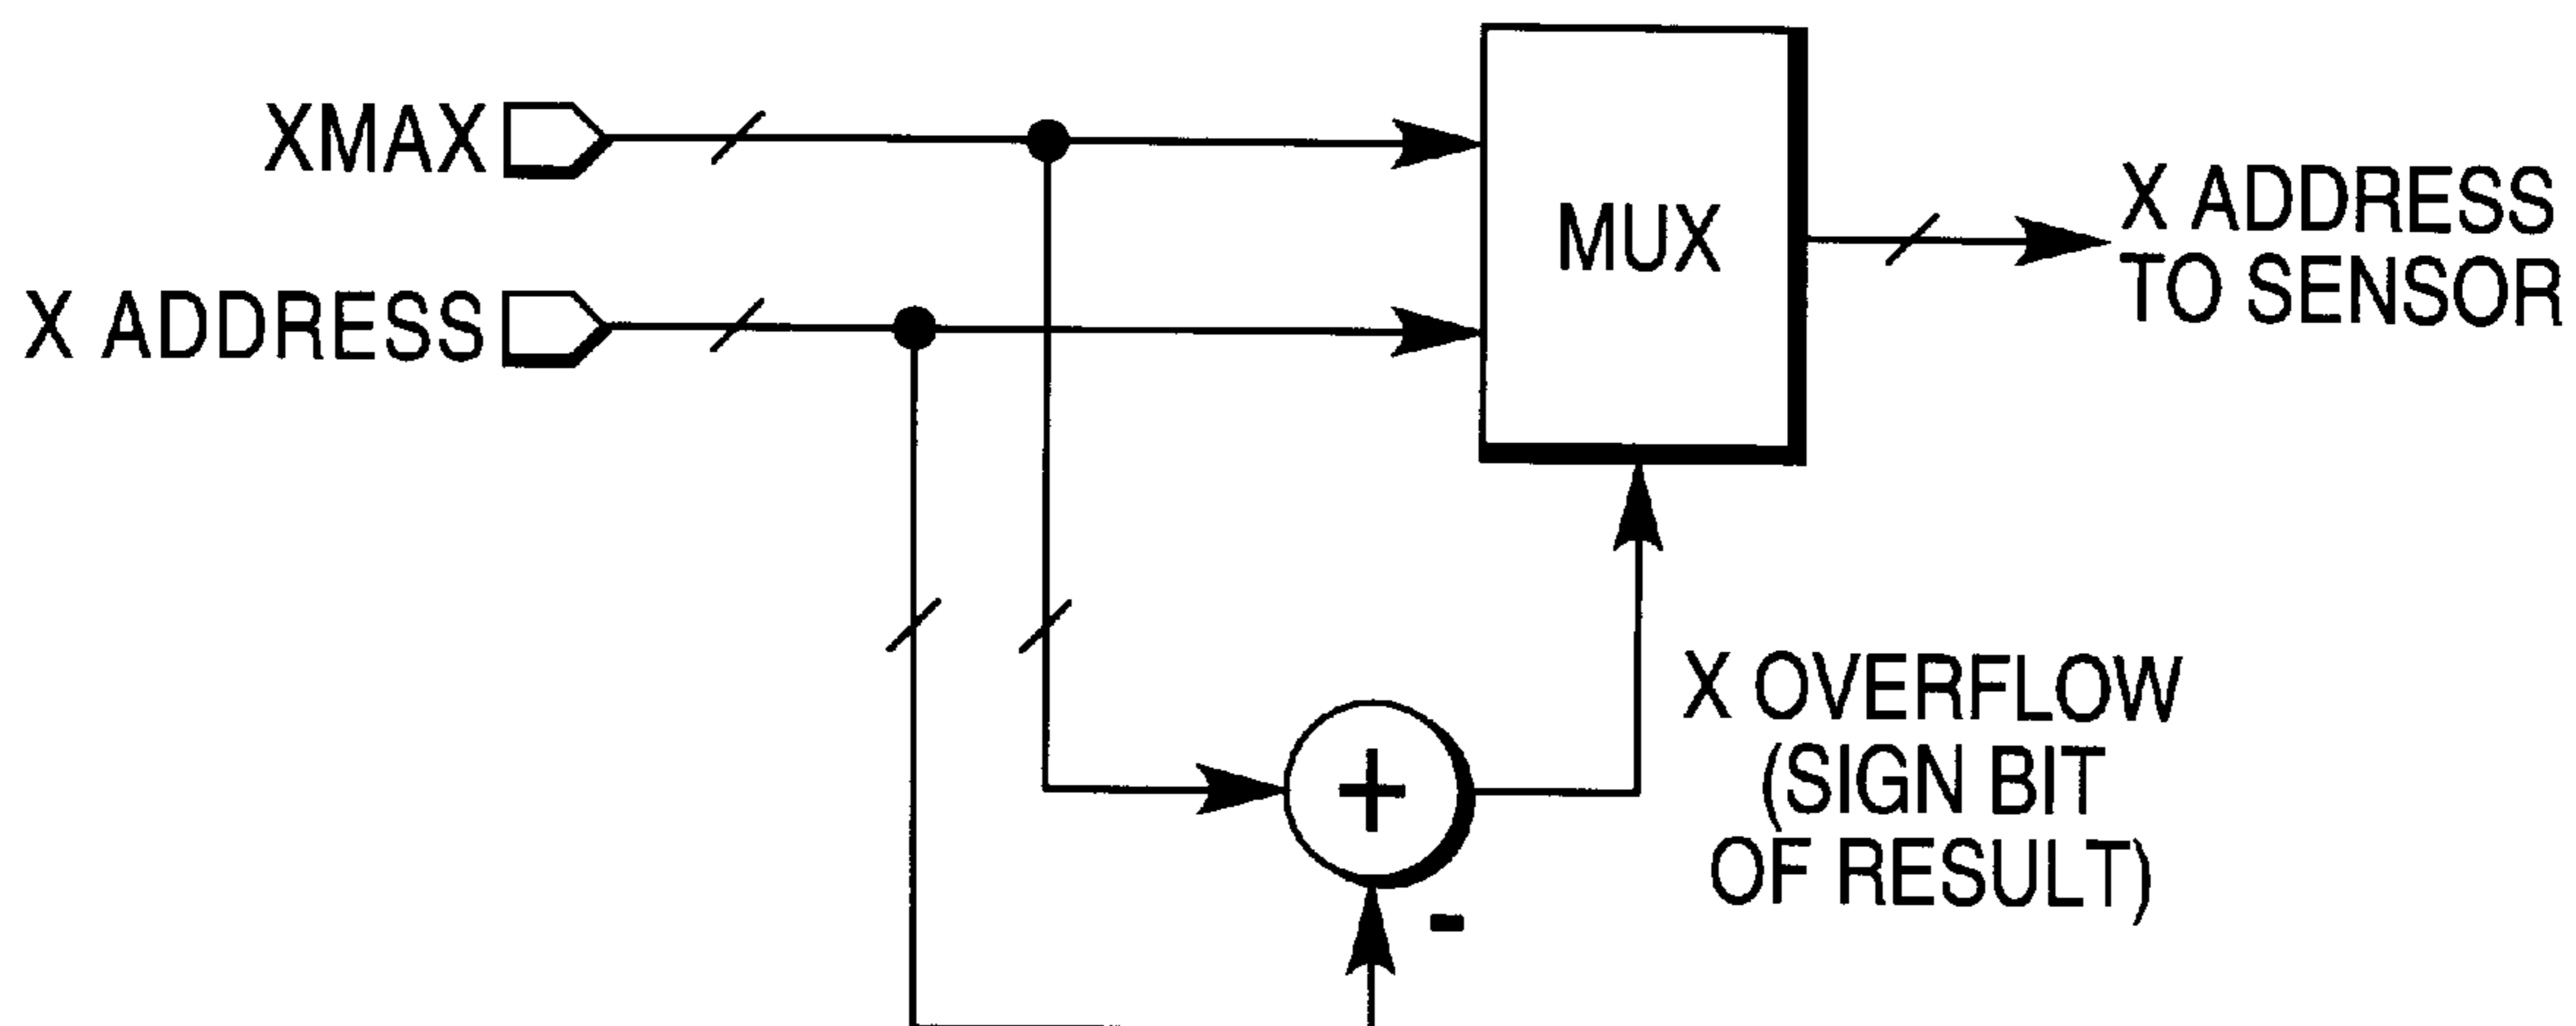 XMAX
X ADDRESS
MUX
X ADDRESS
TO SENSOR
+
-
X OVERFLOW
(SIGN BIT
OF RESULT)